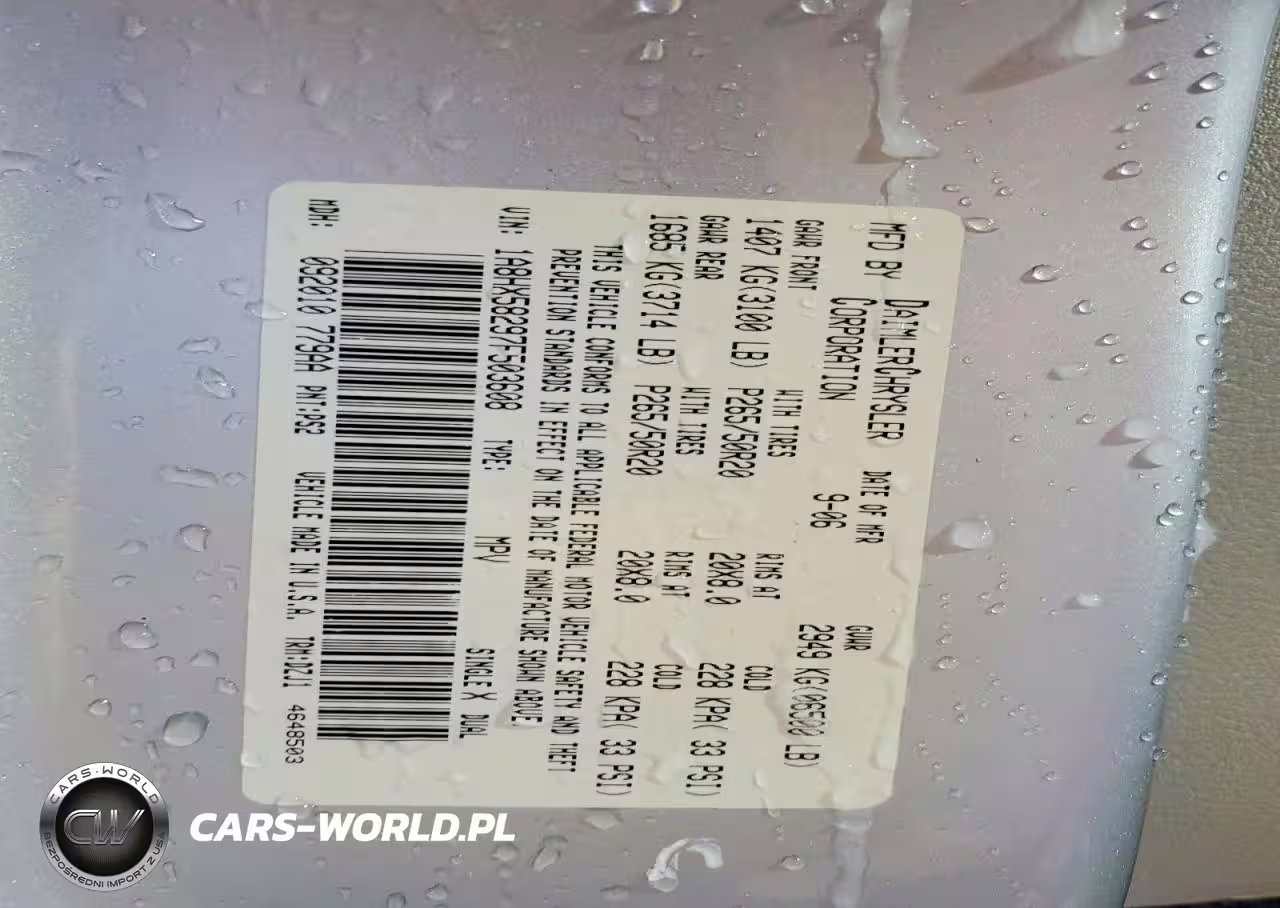 MFD BY DAIMLERCHRYSLER CORPORATION DATE OF MFR 9-06 GVWR 2949 KG(06500 LB)
GAWR FRONT WITH TIRES RIMS AT COLD
1407 KG(3100 LB) P265/50R20 20X8.0 228 KPA( 33 PSI)
GAWR REAR WITH TIRES RIMS AT COLD
1685 KG(3714 LB) P265/50R20 20X8.0 228 KPA( 33 PSI)
THIS VEHICLE CONFORMS TO ALL APPLICABLE FEDERAL MOTOR VEHICLE SAFETY AND THEFT
PREVENTION STANDARDS IN EFFECT ON THE DATE OF MANUFACTURE SHOWN ABOVE.
VIN: 1A8HX58297F503608 TYPE: MPV SINGLE X DUAL
MDH: 092010 779AA PNT:PS2 VEHICLE MADE IN U.S.A. TRM:DZJ1 4648503
CARS-WORLD
CW
BEZPOŚREDNI IMPORT Z USA
CARS-WORLD.PL